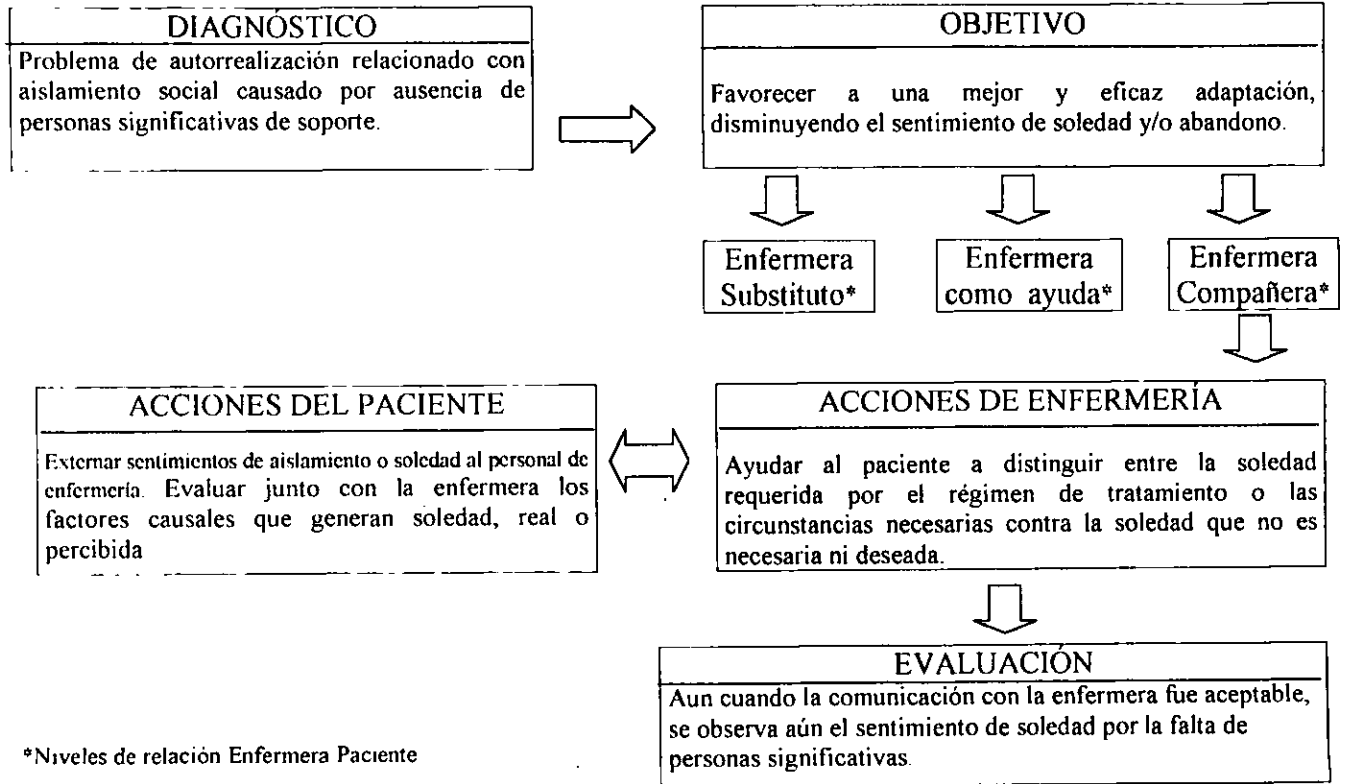 DIAGNÓSTICO
Problema de autorrealización relacionado con
aislamiento social causado por ausencia de
personas significativas de soporte.
OBJETIVO
Favorecer a una mejor y eficaz adaptación,
disminuyendo el sentimiento de soledad y/o abandono.
Enfermera
Substituto*
Enfermera
como ayuda*
Enfermera
Compañera*
ACCIONES DEL PACIENTE
Externar sentimientos de aislamiento o soledad al personal de
enfermería. Evaluar junto con la enfermera los
factores causales que generan soledad, real o
percibida
ACCIONES DE ENFERMERÍA
Ayudar al paciente a distinguir entre la soledad
requerida por el régimen de tratamiento o las
circunstancias necesarias contra la soledad que no es
necesaria ni deseada.
EVALUACIÓN
Aun cuando la comunicación con la enfermera fue aceptable,
se observa aún el sentimiento de soledad por la falta de
personas significativas.
*Niveles de relación Enfermera Paciente